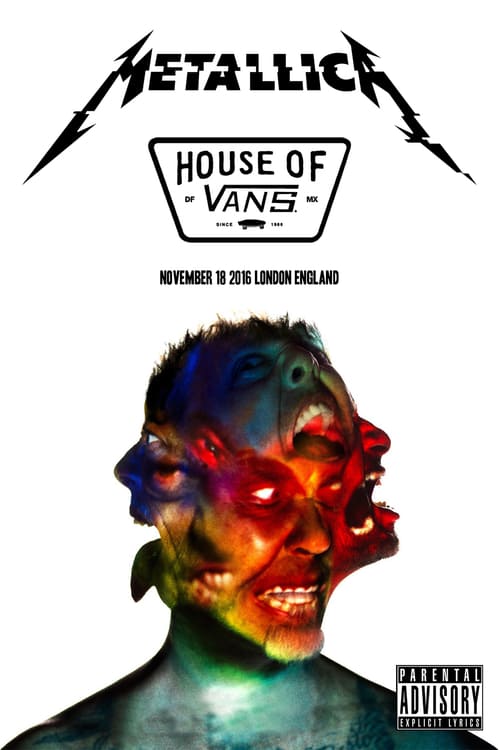 METALLICA
HOUSE OF
DF VANS. MX
SINCE 1966
NOVEMBER 18 2016 LONDON ENGLAND
PARENTAL
ADVISORY
EXPLICIT LYRICS